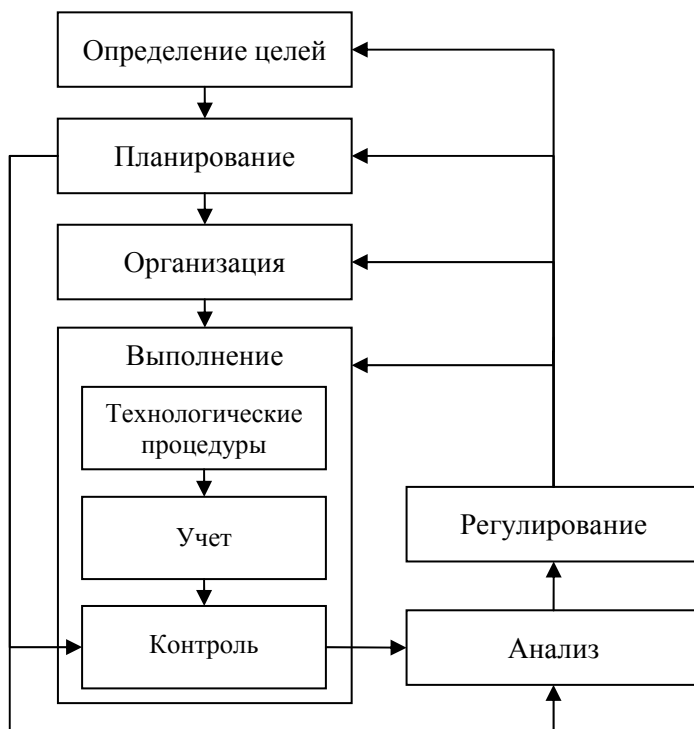 Определение целей
Планирование
Организация
Выполнение
Технологические
процедуры
Учет
Контроль
Регулирование
Анализ